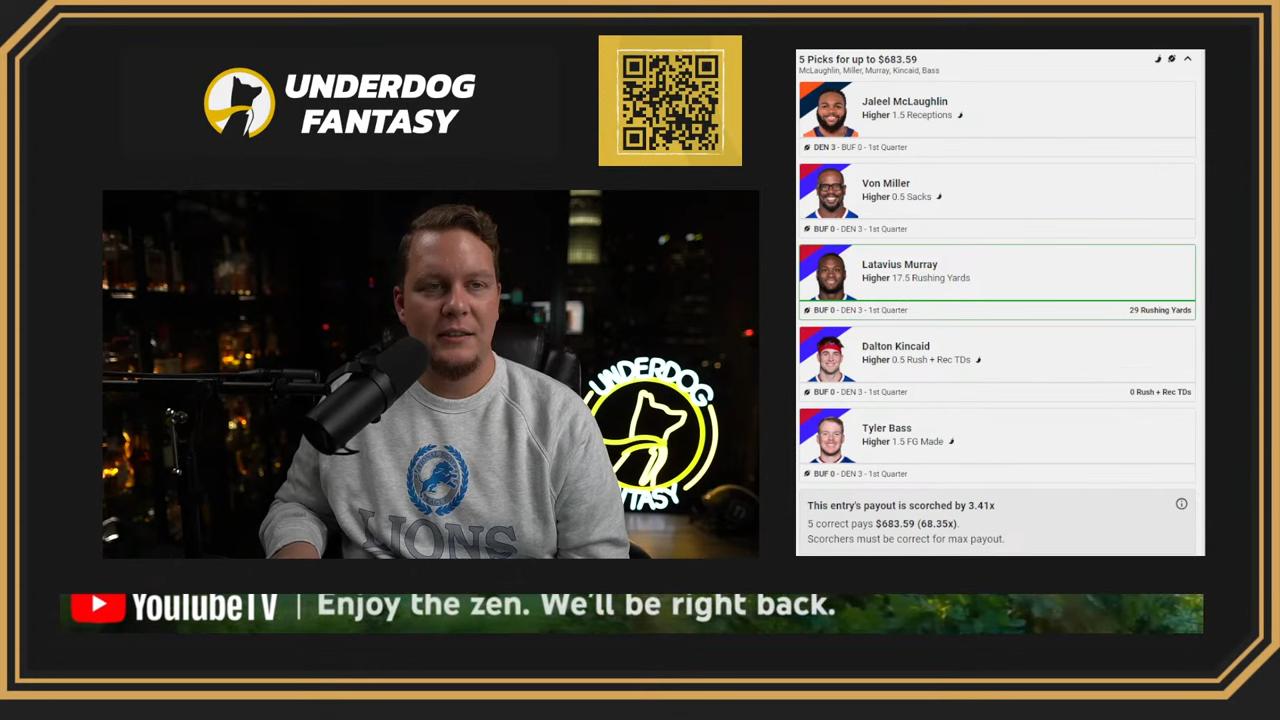 UNDERDOG
FANTASY
5 Picks for up to $683.59
McLaughlin, Miller, Murray, Kincaid, Bass
Jaleel McLaughlin
Higher 1.5 Receptions
DEN 3 - BUF 0 - 1st Quarter
Von Miller
Higher 0.5 Sacks
BUF 0 - DEN 3 - 1st Quarter
Latavius Murray
Higher 17.5 Rushing Yards
BUF 0 - DEN 3 - 1st Quarter
29 Rushing Yards
Dalton Kincaid
Higher 0.5 Rush + Rec TDs
BUF 0 - DEN 3 - 1st Quarter
0 Rush + Rec TDs
Tyler Bass
Higher 1.5 FG Made
BUF 0 - DEN 3 - 1st Quarter
This entry's payout is scorched by 3.41x
5 correct pays $683.59 (68.35x).
Scorchers must be correct for max payout.
UNDERDOG
FANTASY
LIONS
YouTubeTV | Enjoy the zen. We'll be right back.